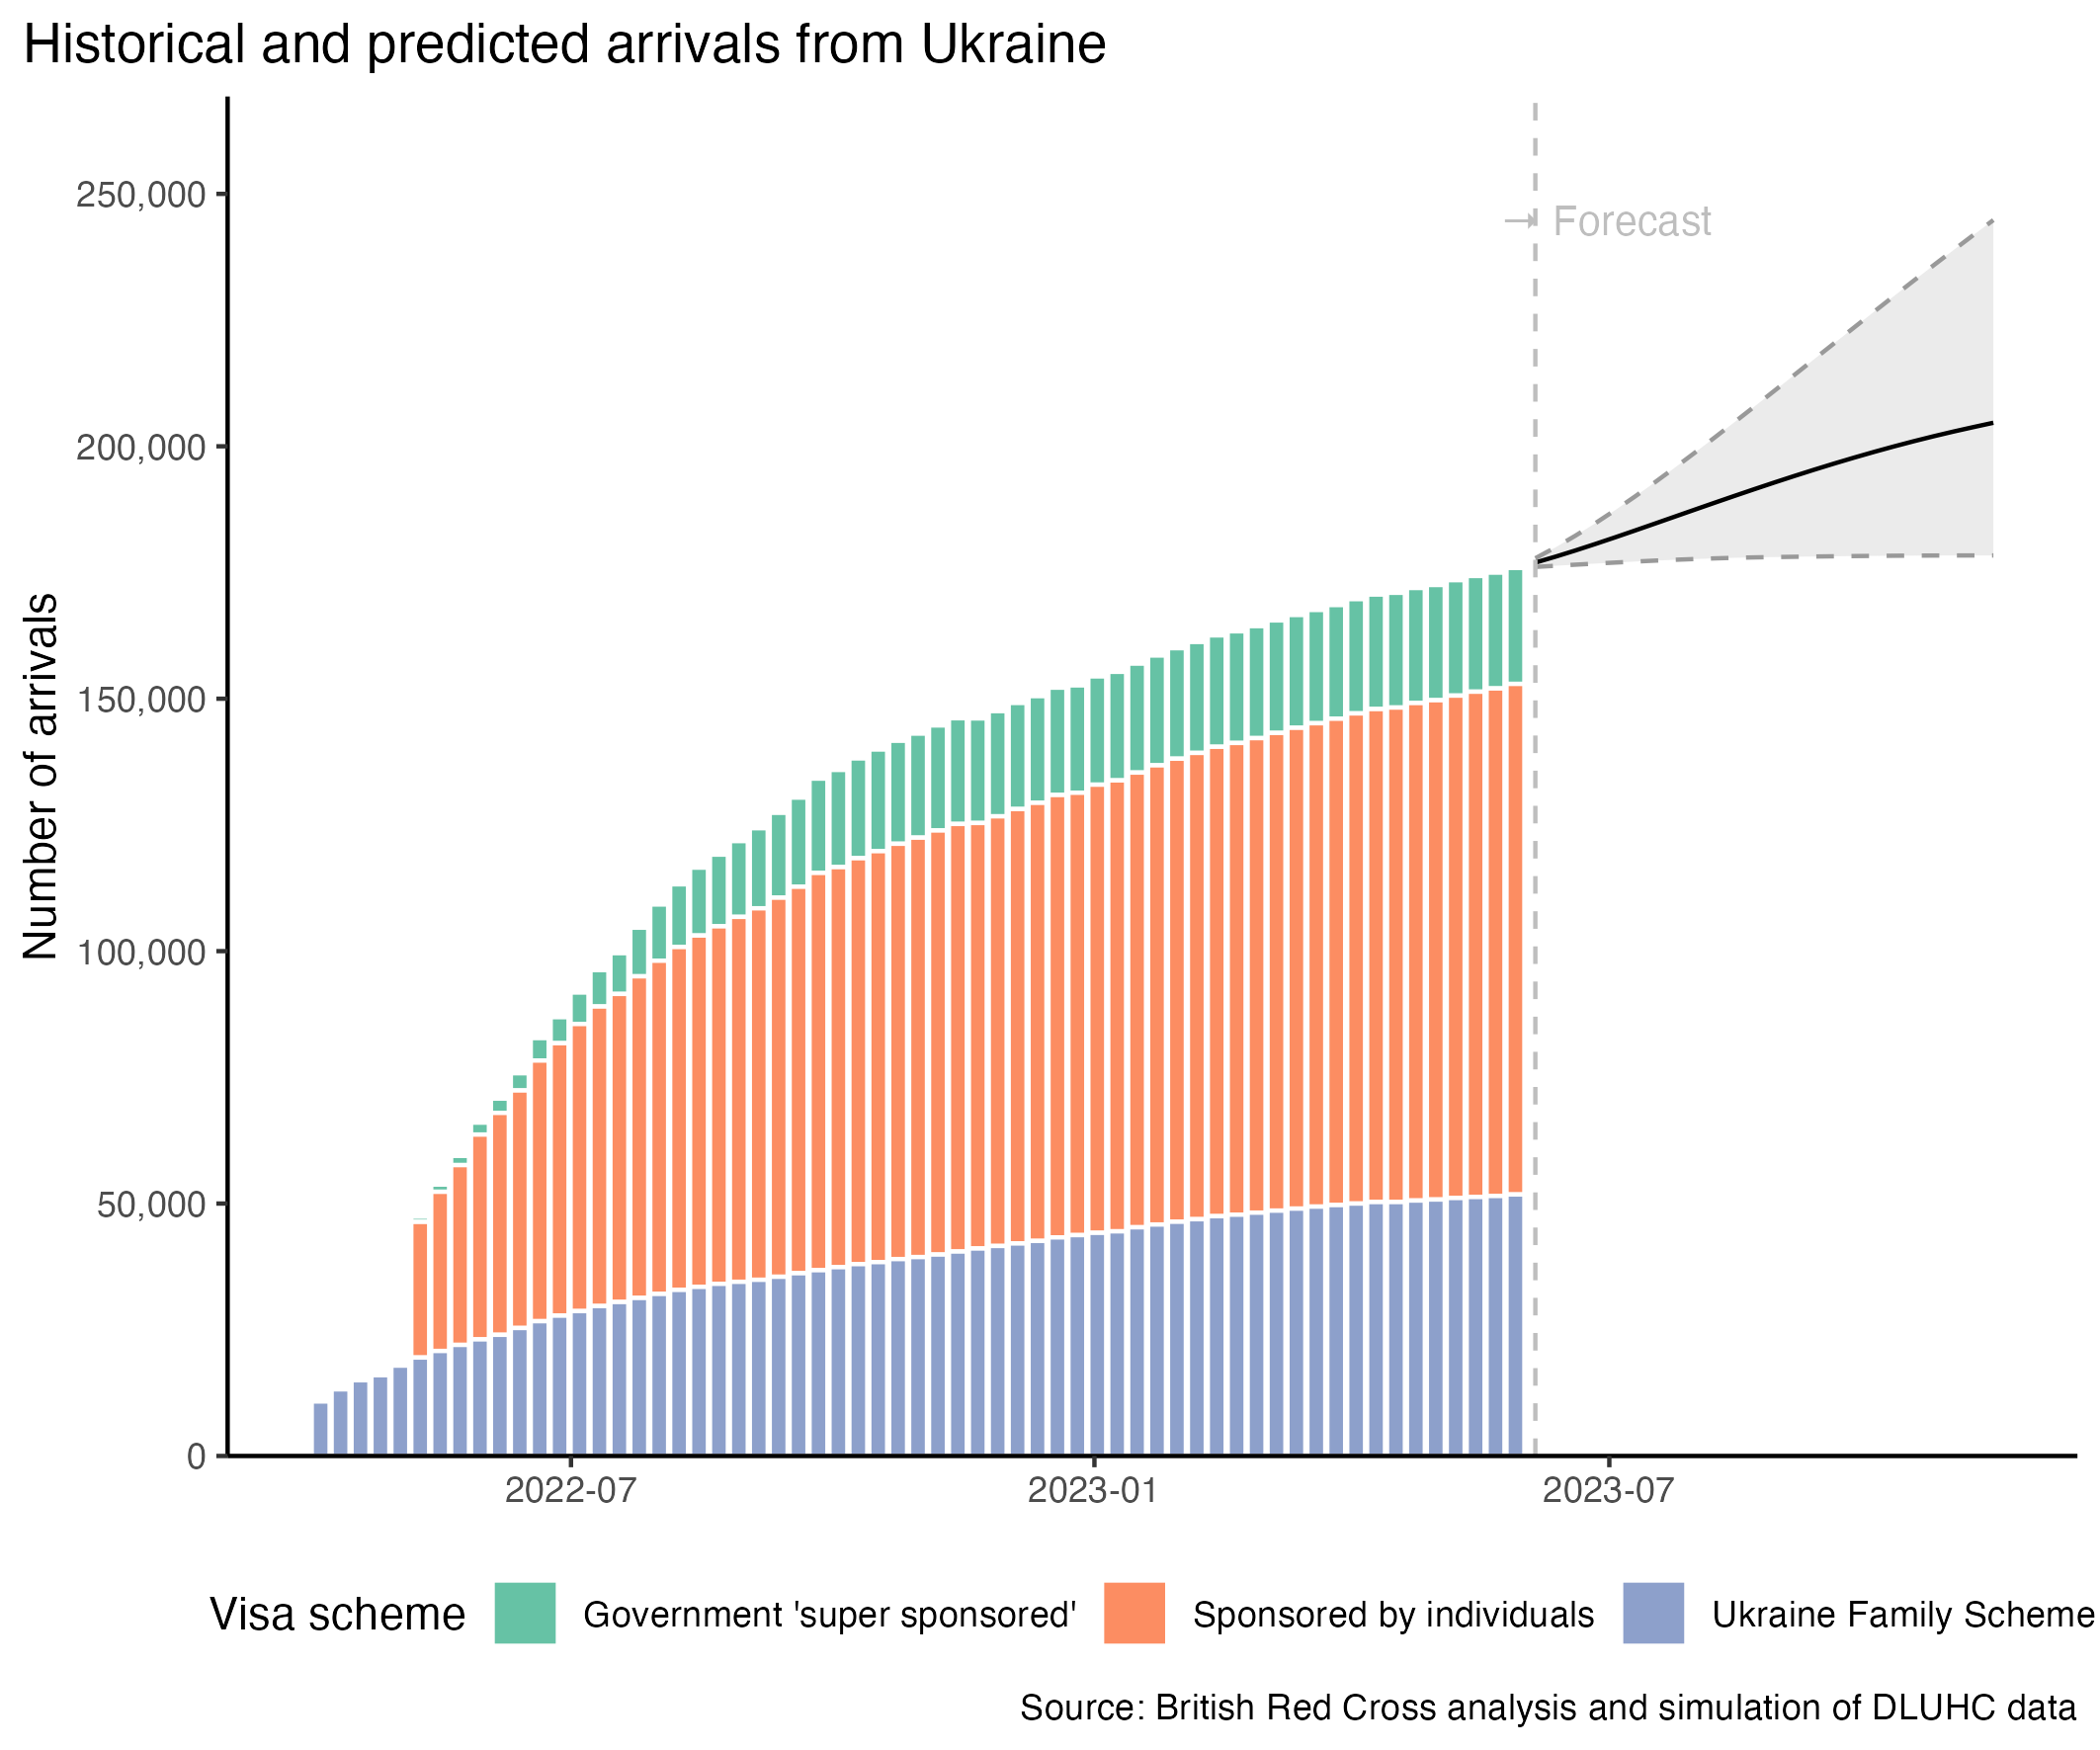 Historical and predicted arrivals from Ukraine
Number of arrivals
250,000
200,000
150,000
100,000
50,000
0
Forecast
2022-07
2023-01
2023-07
Visa scheme
Government 'super sponsored'
Sponsored by individuals
Ukraine Family Scheme
Source: British Red Cross analysis and simulation of DLUHC data